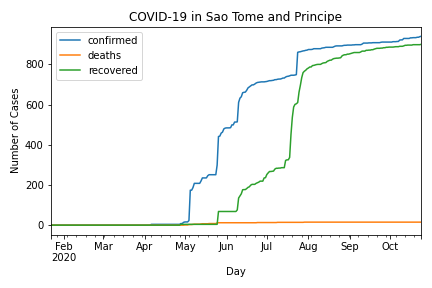 COVID-19 in Sao Tome and Principe
confirmed
deaths
recovered
Number of Cases
800
600
400
200
0
Feb Mar Apr May Jun Jul Aug Sep Oct
2020
Day